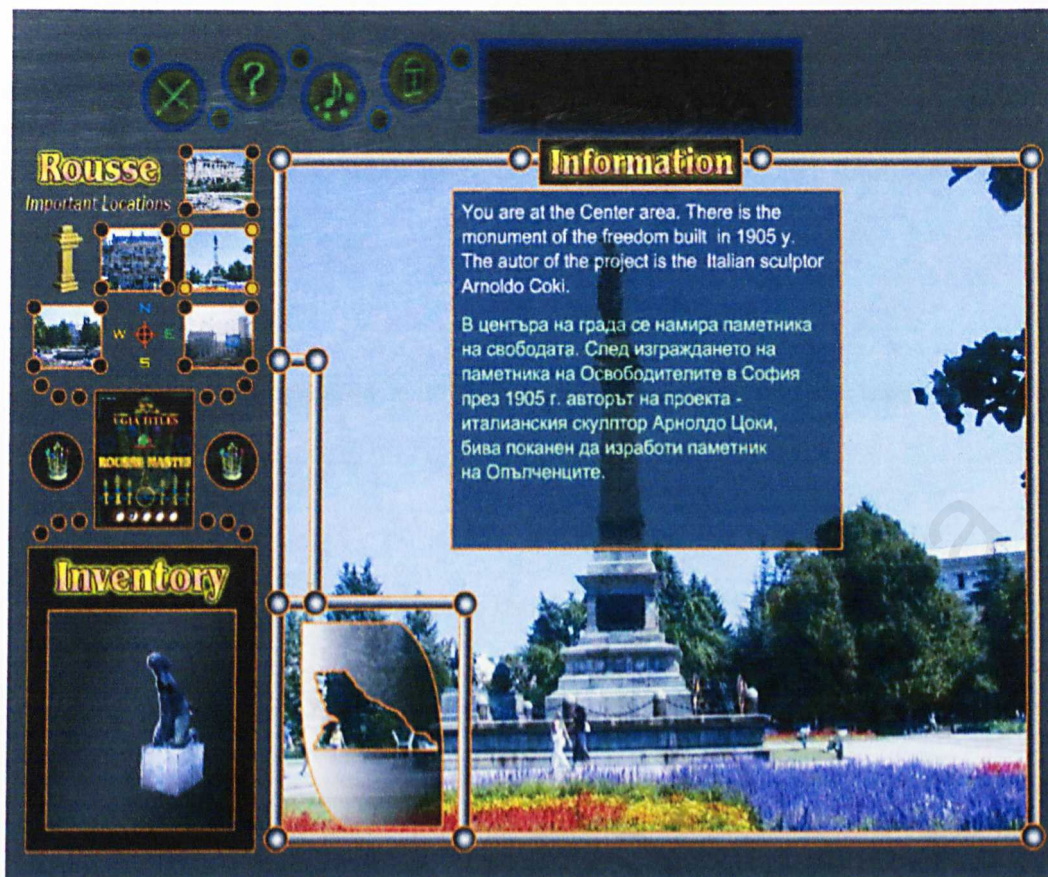 Rousse
Important Locations
N
W
E
S
ROUSSE MASTER
Inventory
Information
You are at the Center area. There is the
monument of the freedom built in 1905 y.
The autor of the project is the Italian sculptor
Arnoldo Coki.
В центъра на града се намира паметника
на свободата. След изграждането на
паметника на Освободителите в София
през 1905 г. авторът на проекта -
италианския скулптор Арнолдо Цоки,
бива поканен да изработи паметник
на Опълченците.